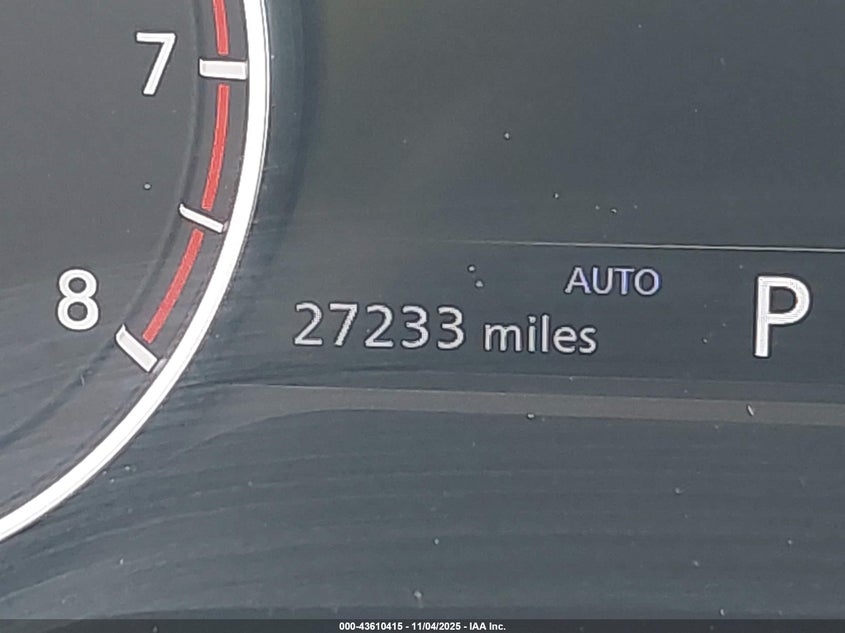 7
8
AUTO
P
27233 miles
000-43610415 - 11/04/2025 - IAA Inc.